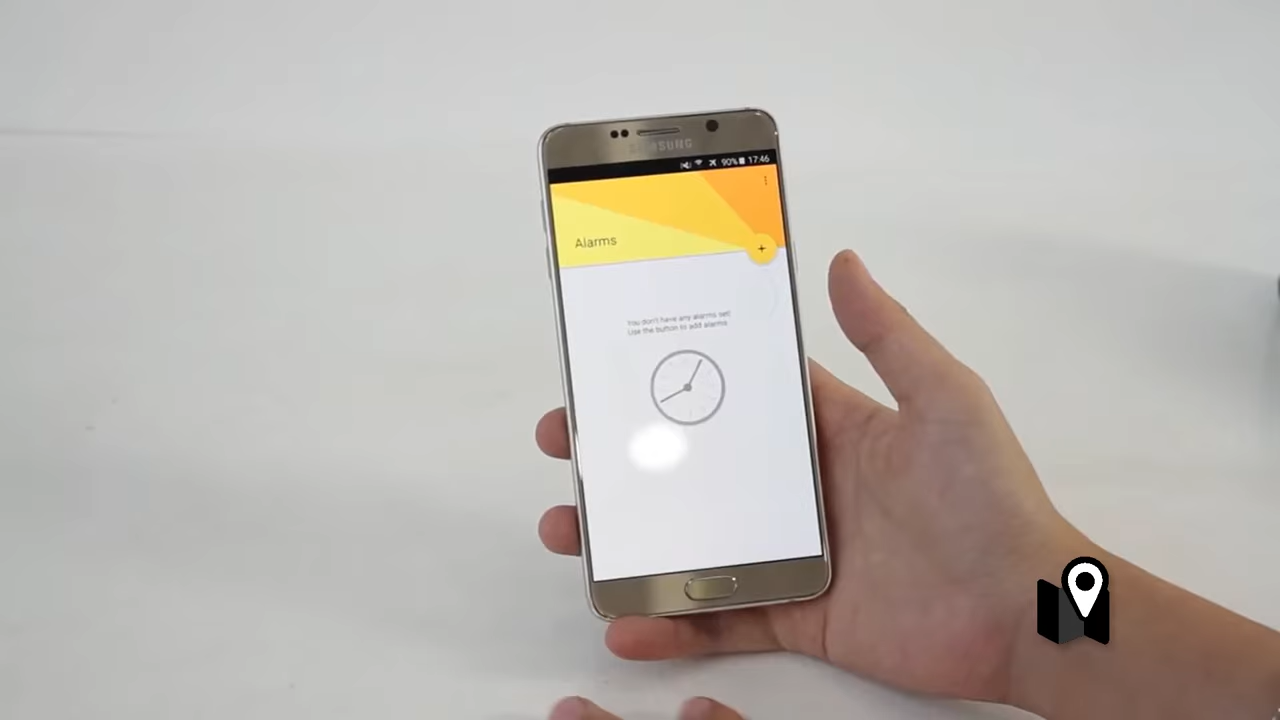 SAMSUNG
90% 17:46
Alarms
+
You don't have any alarms set!
Use the button to add alarms